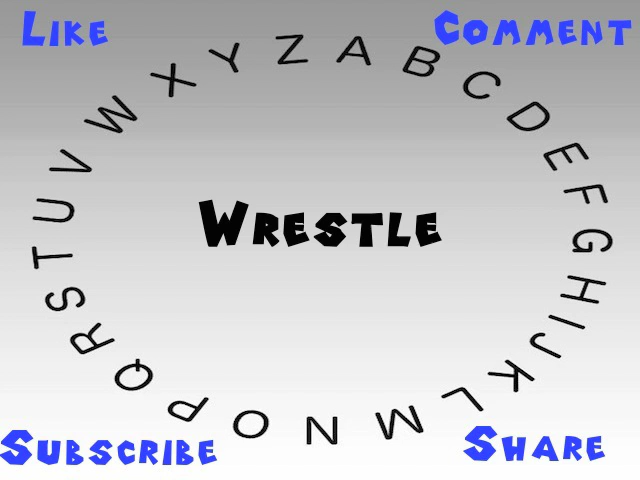 Like
Comment
A B C D E F G H I J K L M N O P Q R S T U V W X Y Z
Wrestle
Subscribe
Share